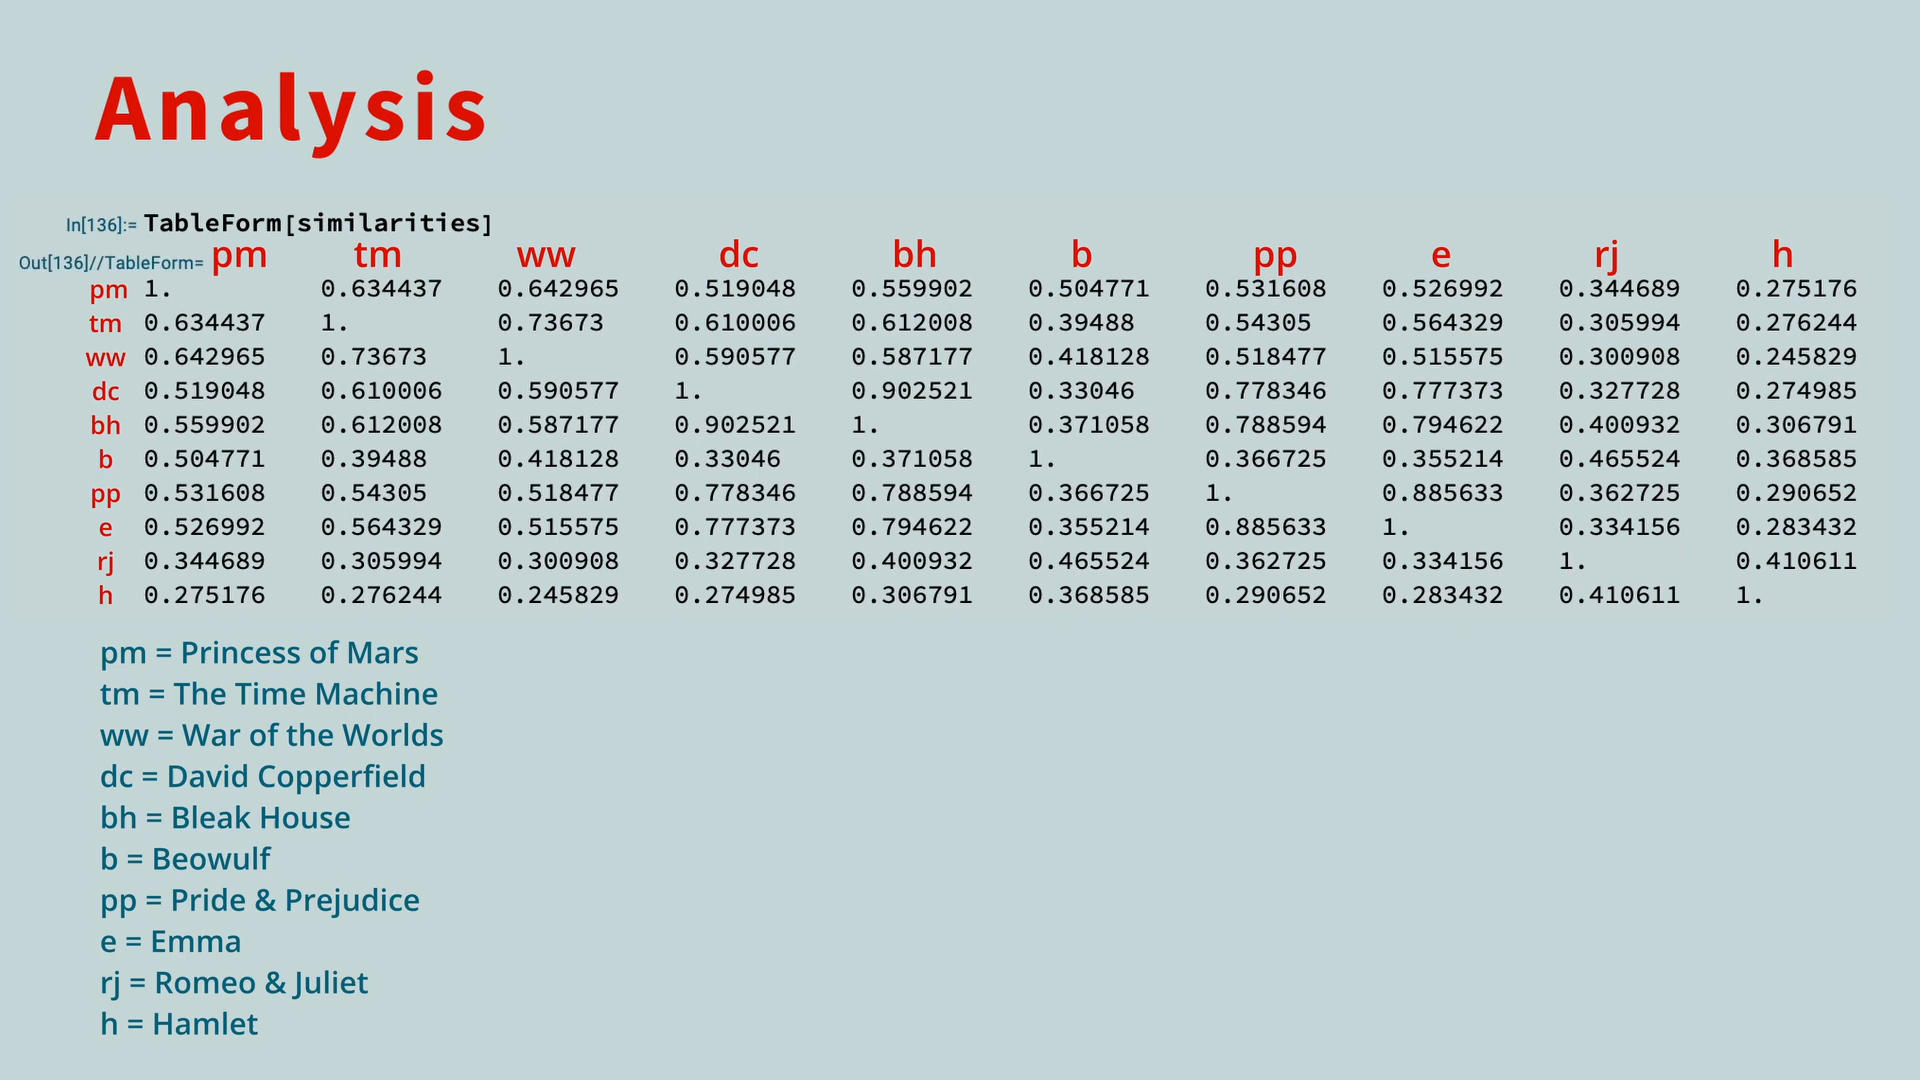 Analysis
In[136]:= TableForm[similarities]
Out[136]//TableForm= pm tm ww dc bh b pp e rj h
pm 1. 0.634437 0.642965 0.519048 0.559902 0.504771 0.531608 0.526992 0.344689 0.275176
tm 0.634437 1. 0.73673 0.610006 0.612008 0.39488 0.54305 0.564329 0.305994 0.276244
ww 0.642965 0.73673 1. 0.590577 0.587177 0.418128 0.518477 0.515575 0.300908 0.245829
dc 0.519048 0.610006 0.590577 1. 0.902521 0.33046 0.778346 0.777373 0.327728 0.274985
bh 0.559902 0.612008 0.587177 0.902521 1. 0.371058 0.788594 0.794622 0.400932 0.306791
b 0.504771 0.39488 0.418128 0.33046 0.371058 1. 0.366725 0.355214 0.465524 0.368585
pp 0.531608 0.54305 0.518477 0.778346 0.788594 0.366725 1. 0.885633 0.362725 0.290652
e 0.526992 0.564329 0.515575 0.777373 0.794622 0.355214 0.885633 1. 0.334156 0.283432
rj 0.344689 0.305994 0.300908 0.327728 0.400932 0.465524 0.362725 0.334156 1. 0.410611
h 0.275176 0.276244 0.245829 0.274985 0.306791 0.368585 0.290652 0.283432 0.410611 1.
pm = Princess of Mars
tm = The Time Machine
ww = War of the Worlds
dc = David Copperfield
bh = Bleak House
b = Beowulf
pp = Pride & Prejudice
e = Emma
rj = Romeo & Juliet
h = Hamlet